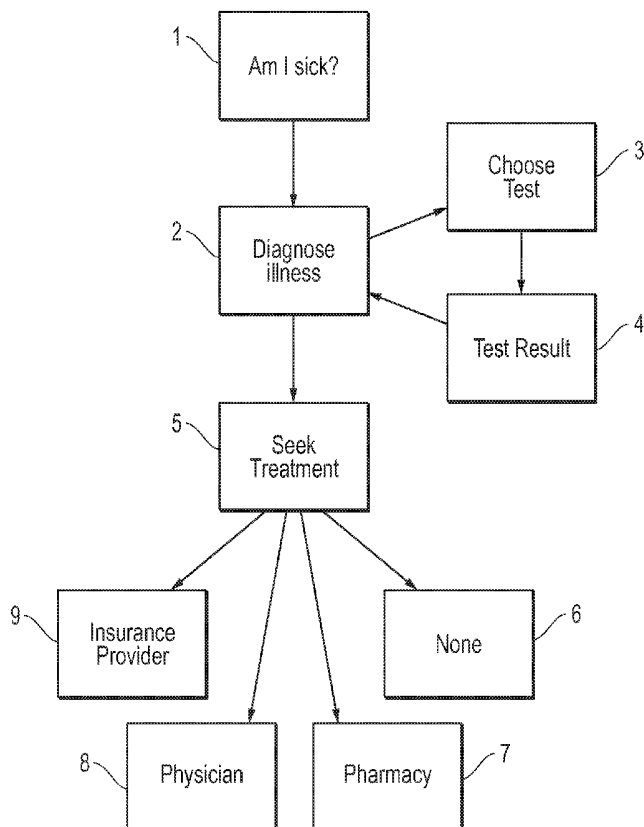 1
Am I sick?
3
Choose
Test
2
Diagnose
illness
Test Result
4
5
Seek
Treatment
9
Insurance
Provider
None
6
8
Physician
Pharmacy
7